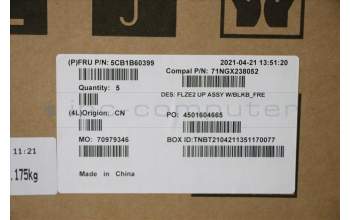 (P)FRU P/N: 5CB1B60399
2021-04-21 13:51:20
Compal P/N: 71NGX238052
Quantity: 5
DES: FLZE2 UP ASSY W/BLKB_FRE
(4L)Origion: CN
PO: 4501604665
MO: 70979346
BOX ID:TNBT2104211351170077
Made in China
11:21
.175kg